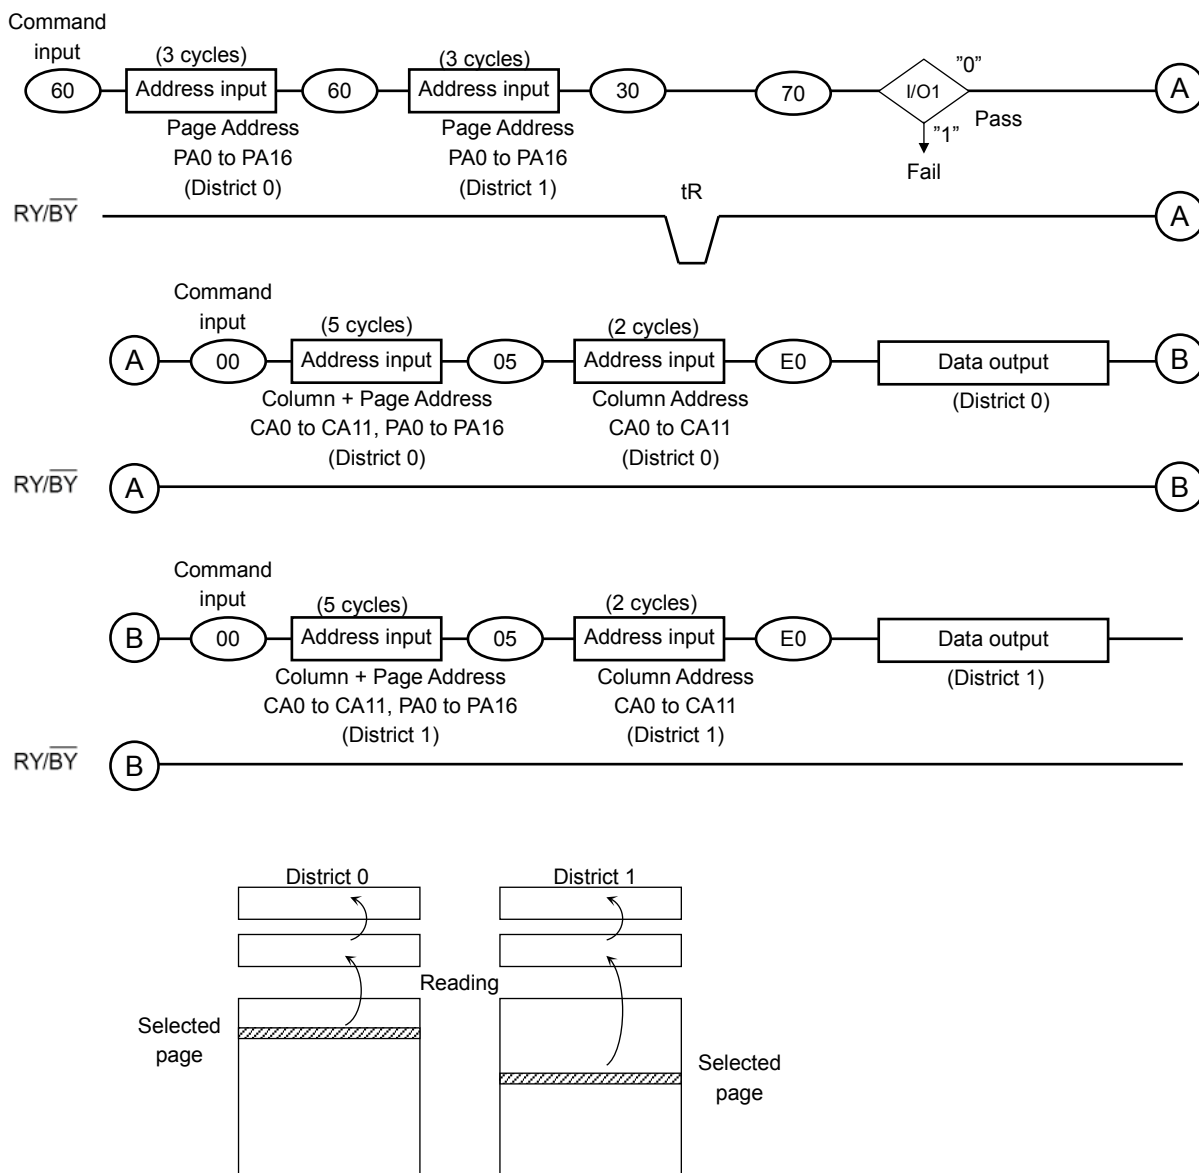 Command
input
(3 cycles)
(3 cycles)
60
Address input
60
Address input
30
70
I/O1
”0”
A
Page Address
PA0 to PA16
(District 0)
Page Address
PA0 to PA16
(District 1)
”1”
Pass
Fail
tR
RY/BY
A
Command
input
(5 cycles)
(2 cycles)
A
00
Address input
05
Address input
E0
Data output
B
Column + Page Address
CA0 to CA11, PA0 to PA16
(District 0)
Column Address
CA0 to CA11
(District 0)
(District 0)
RY/BY
A
B
Command
input
(5 cycles)
(2 cycles)
B
00
Address input
05
Address input
E0
Data output
Column + Page Address
CA0 to CA11, PA0 to PA16
(District 1)
Column Address
CA0 to CA11
(District 1)
(District 1)
RY/BY
B
District 0
District 1
Reading
Selected
page
Selected
page